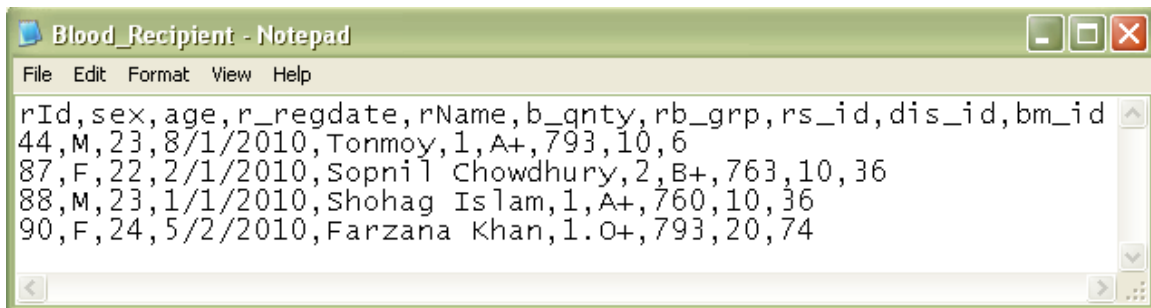 Blood_Recipient - Notepad
File Edit Format View Help
rId,sex,age,r_regdate,rName,b_qnty,rb_grp,rs_id,dis_id,bm_id
44,M,23,8/1/2010,Tonmoy,1,A+,793,10,6
87,F,22,2/1/2010,Sopnil Chowdhury,2,B+,763,10,36
88,M,23,1/1/2010,Shohag Islam,1,A+,760,10,36
90,F,24,5/2/2010,Farzana Khan,1.O+,793,20,74